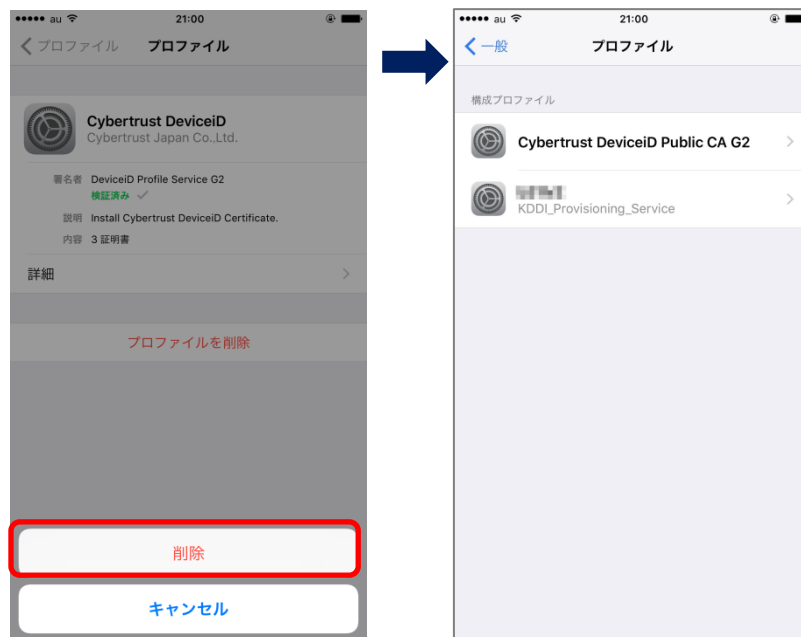 au 21:00
プロファイル プロファイル
Cybertrust DeviceiD
Cybertrust Japan Co.,Ltd.
署名者 DeviceiD Profile Service G2
検証済み
説明 Install Cybertrust DeviceiD Certificate.
内容 3 証明書
詳細
プロファイルを削除
削除
キャンセル
au 21:00
一般 プロファイル
構成プロファイル
Cybertrust DeviceiD Public CA G2
KDDI_Provisioning_Service